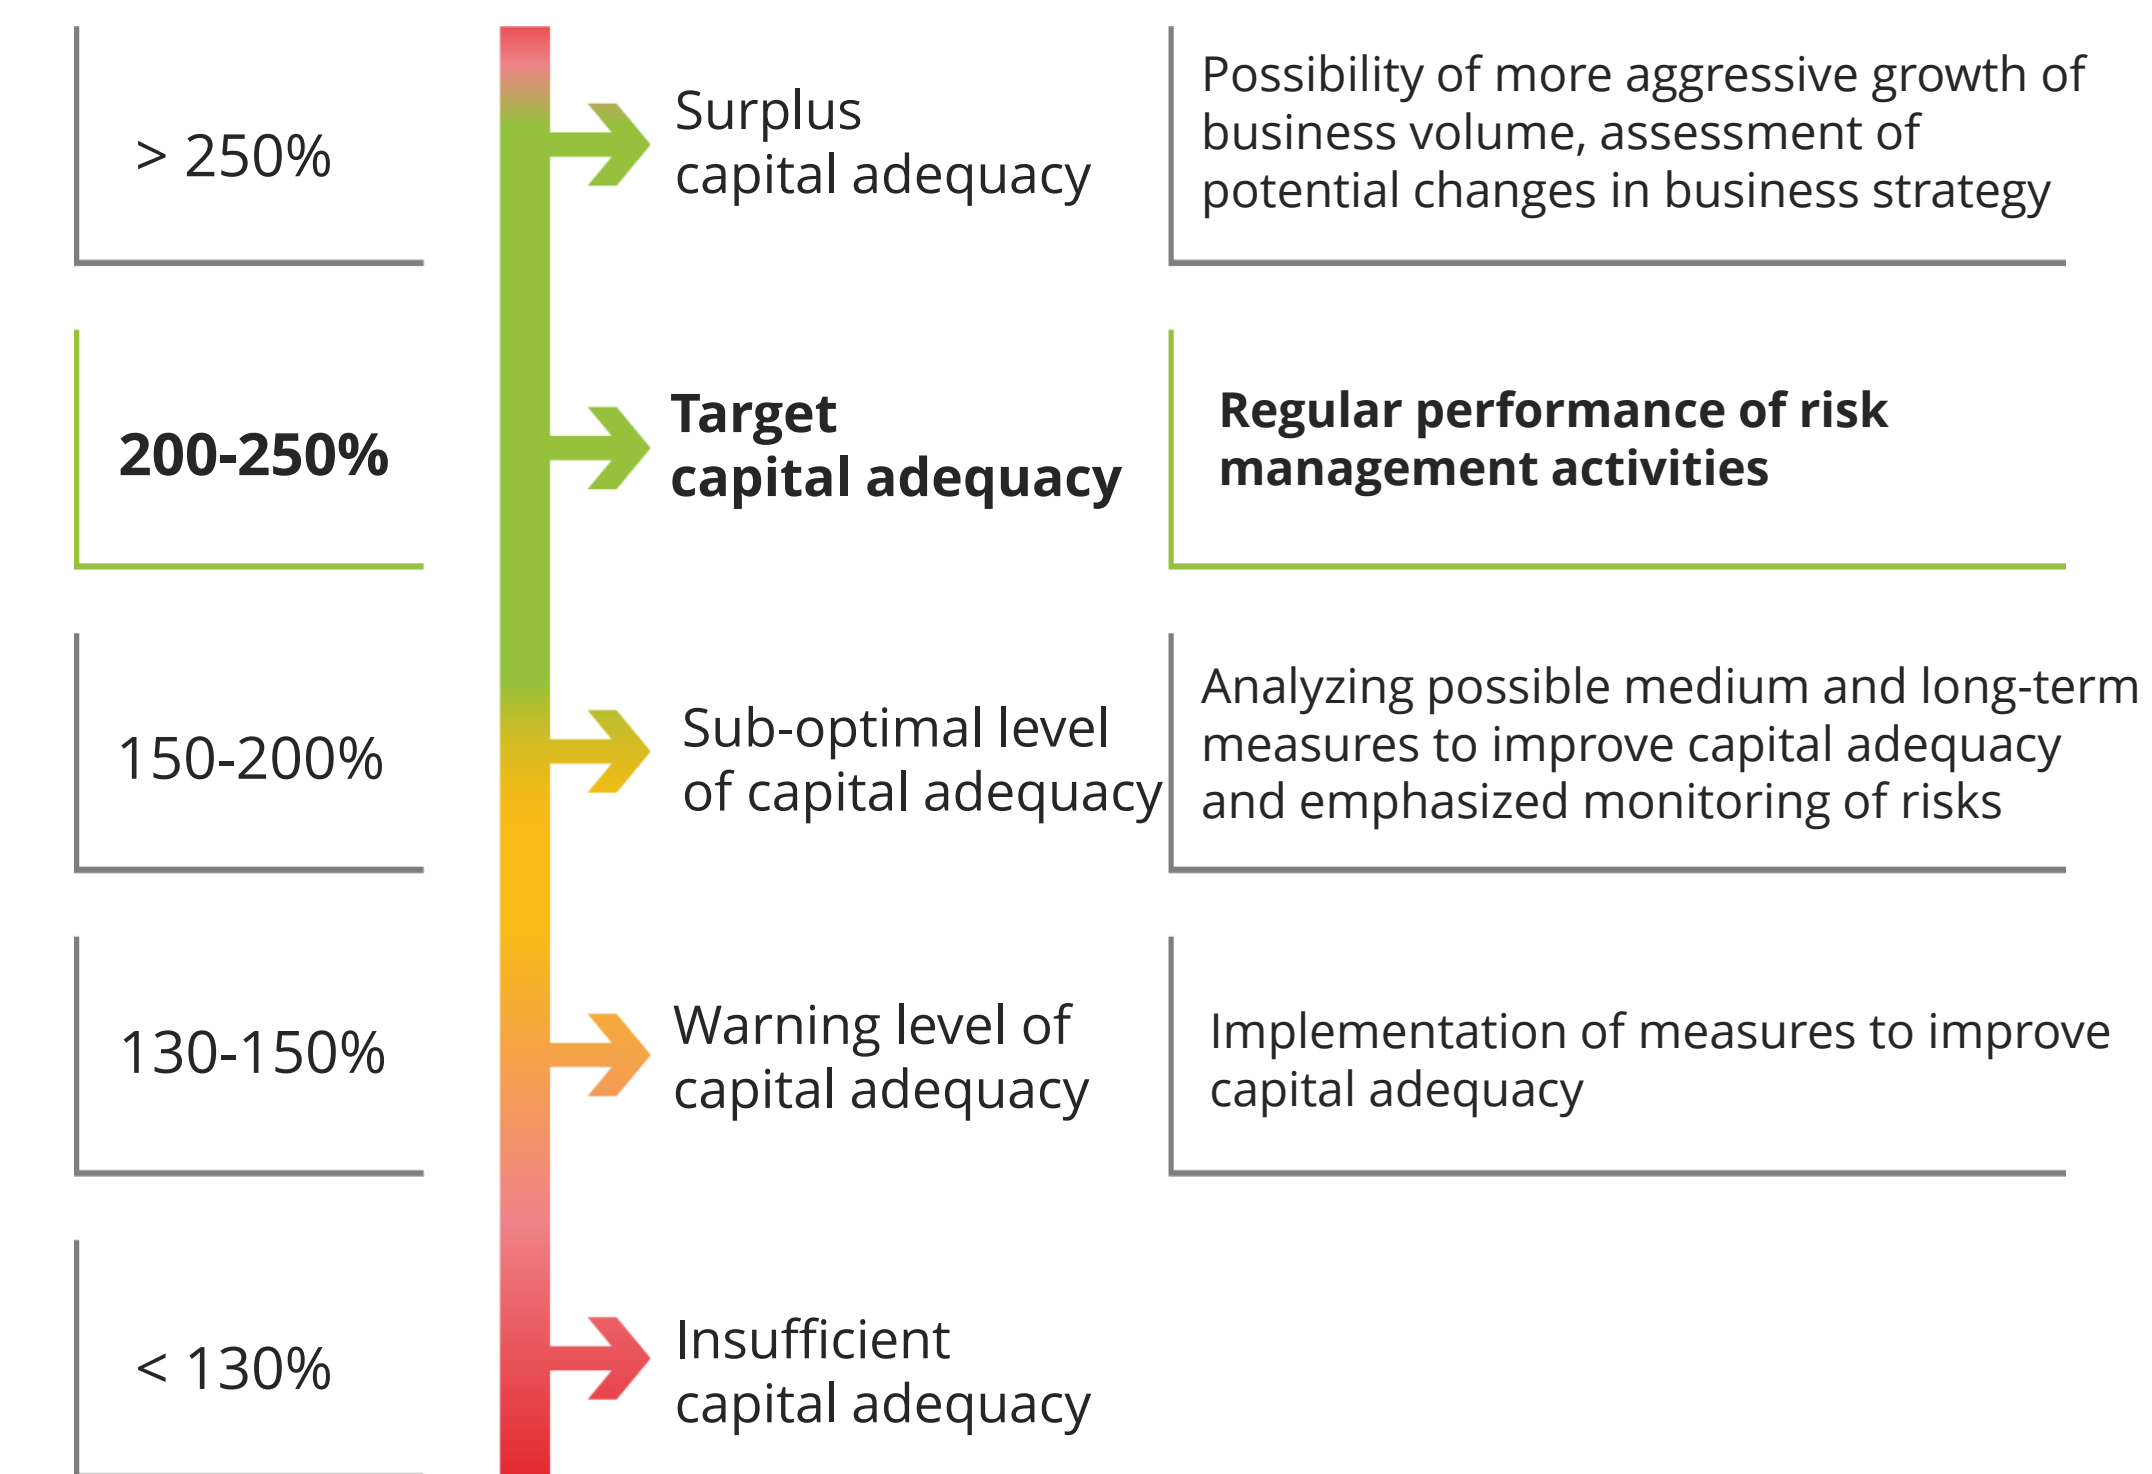 > 250%
Surplus
capital adequacy
Possibility of more aggressive growth of
business volume, assessment of
potential changes in business strategy
200-250%
Target
capital adequacy
Regular performance of risk
management activities
150-200%
Sub-optimal level
of capital adequacy
Analyzing possible medium and long-term
measures to improve capital adequacy
and emphasized monitoring of risks
130-150%
Warning level of
capital adequacy
Implementation of measures to improve
capital adequacy
< 130%
Insufficient
capital adequacy